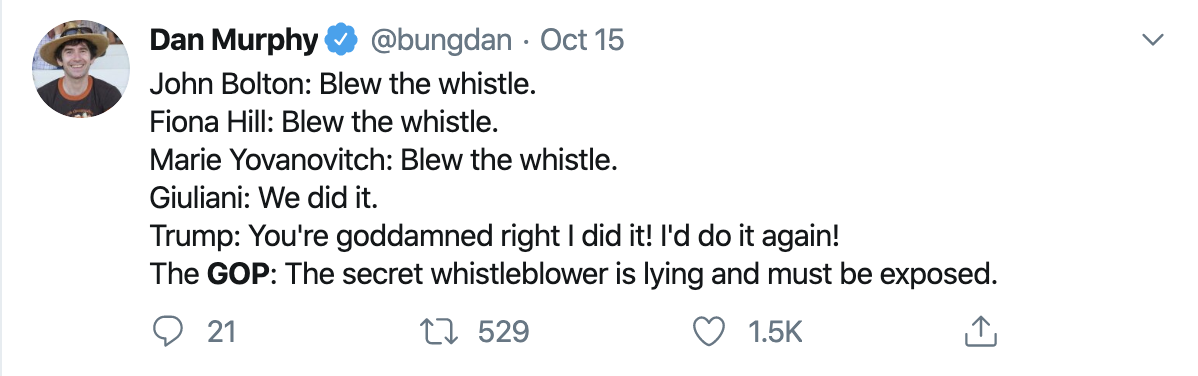 Dan Murphy @bungdan · Oct 15
John Bolton: Blew the whistle.
Fiona Hill: Blew the whistle.
Marie Yovanovitch: Blew the whistle.
Giuliani: We did it.
Trump: You're goddamned right I did it! I'd do it again!
The GOP: The secret whistleblower is lying and must be exposed.
21 529 1.5K